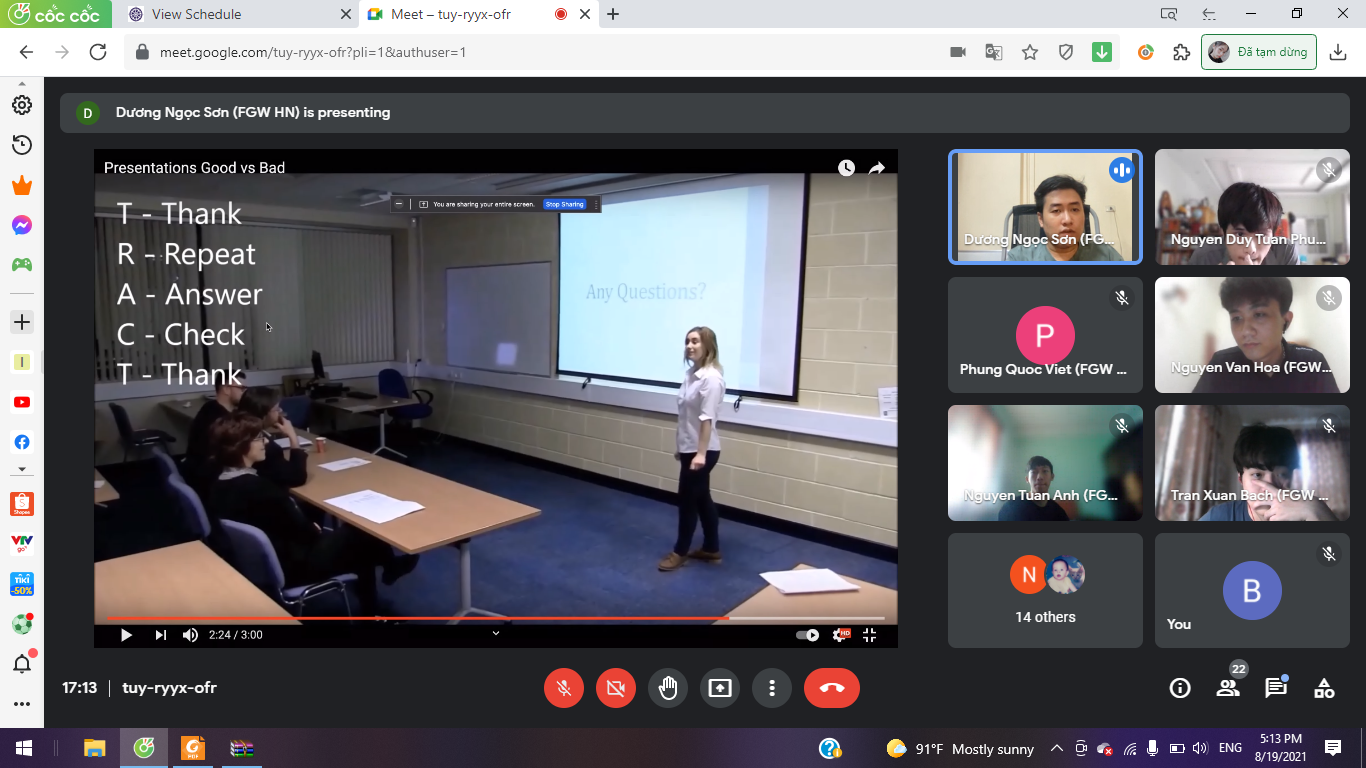 cốc cốc
View Schedule
Meet – tuy-ryyx-ofr
meet.google.com/tuy-ryyx-ofr?pli=1&authuser=1
Đã tạm dừng
D
Dương Ngọc Sơn (FGW HN) is presenting
Presentations Good vs Bad
You are sharing your entire screen.
Stop Sharing
T - Thank
R - Repeat
A - Answer
C - Check
T - Thank
Any Questions?
2:24 / 3:00
HD
Dương Ngọc Sơn (FG...
Nguyen Duy Tuan Phu...
P
Phung Quoc Viet (FGW ...
Nguyen Van Hoa (FGW...
Nguyen Tuan Anh (FG...
Tran Xuan Bach (FGW ...
N
14 others
B
You
I
Shopee
VTV
go
TIKI
-50%
17:13
tuy-ryyx-ofr
22
PDF
91°F Mostly sunny
ENG
5:13 PM
8/19/2021